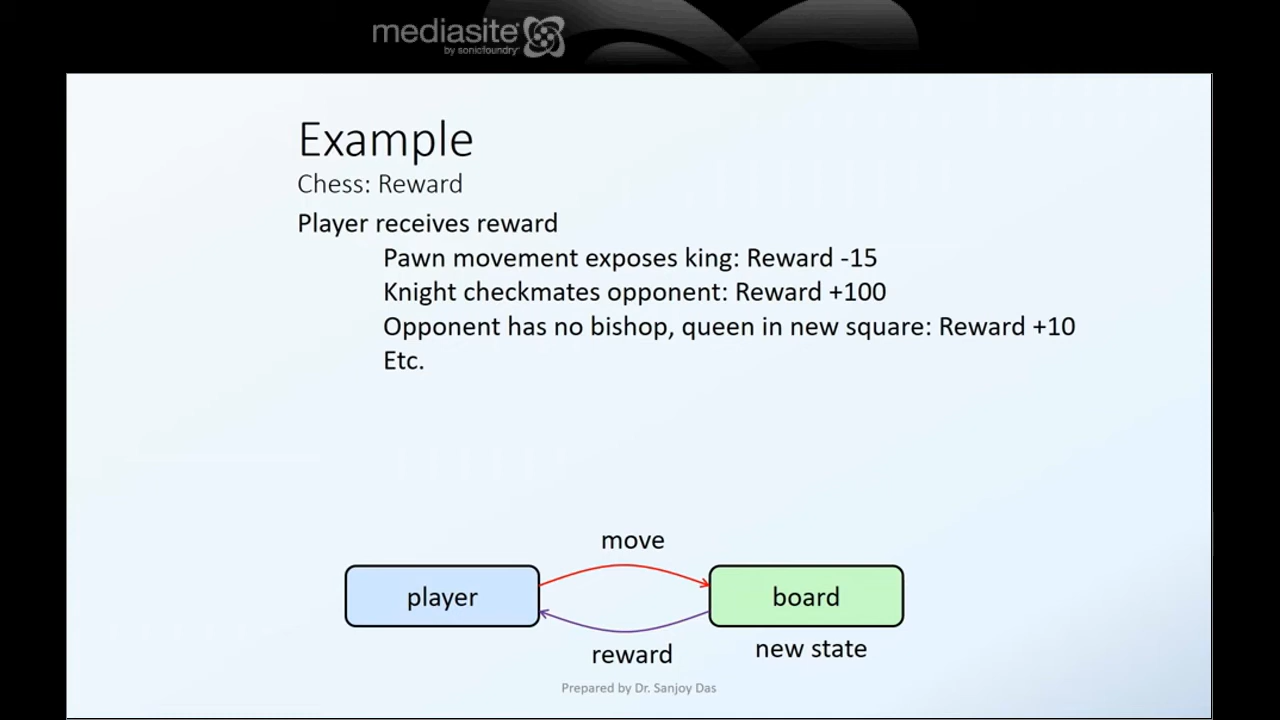 mediasite
by sonicfoundry
Example
Chess: Reward
Player receives reward
Pawn movement exposes king: Reward -15
Knight checkmates opponent: Reward +100
Opponent has no bishop, queen in new square: Reward +10
Etc.
move
player
board
reward
new state
Prepared by Dr. Sanjoy Das